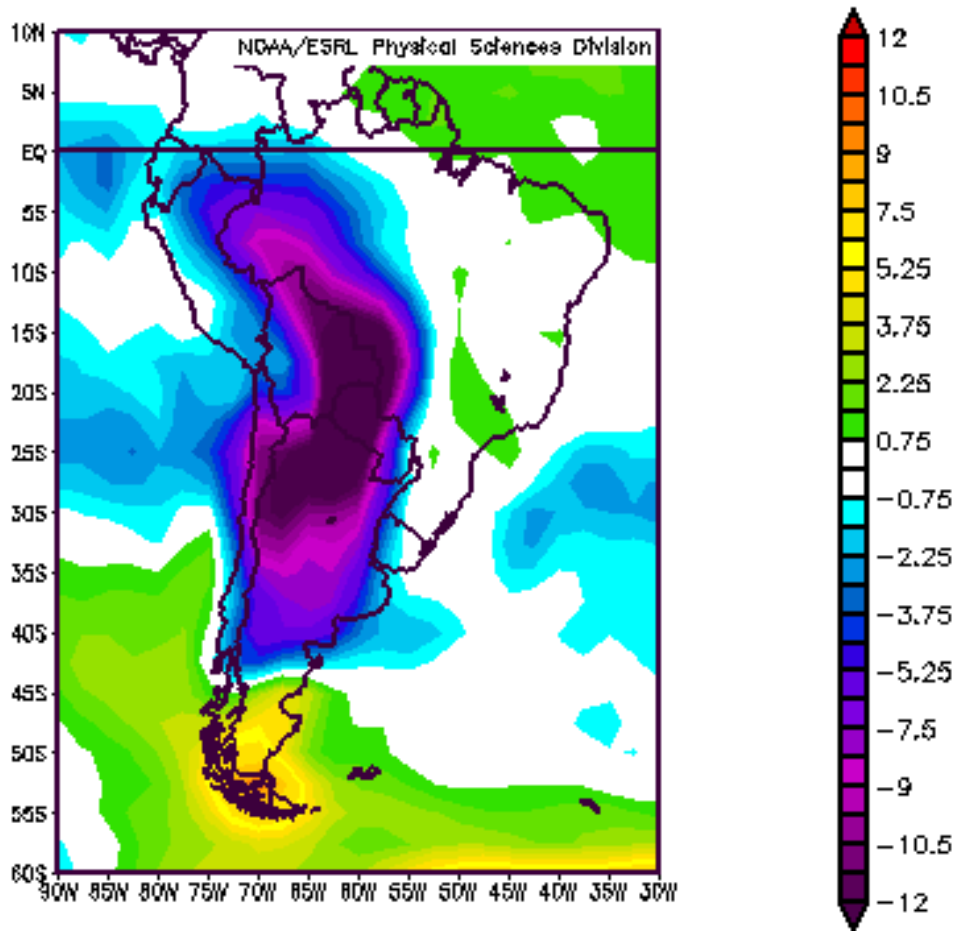 10N
NOAA/ESRL Physical Sciences Division
5N
EQ
5S
10S
15S
20S
25S
30S
35S
40S
45S
50S
55S
60S
90W 85W 80W 75W 70W 65W 60W 55W 50W 45W 40W 35W 30W
12
10.5
9
7.5
5.25
3.75
2.25
0.75
-0.75
-2.25
-3.75
-5.25
-7.5
-9
-10.5
-12